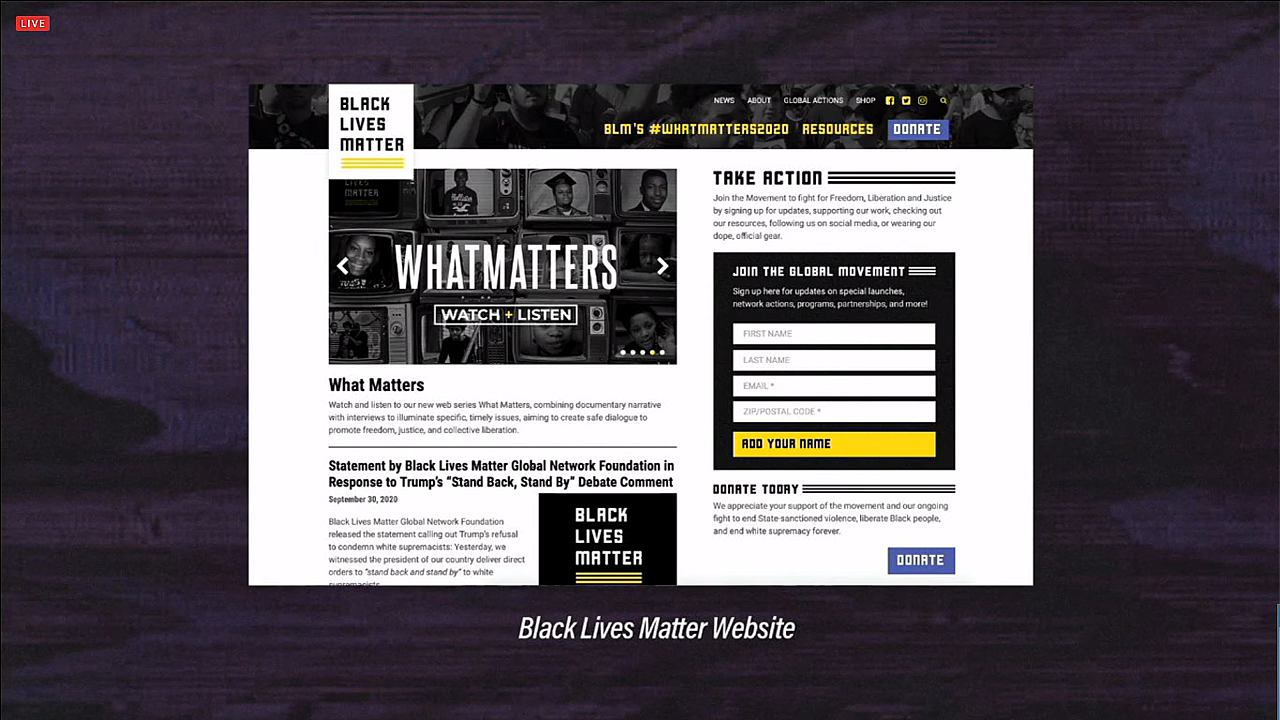 LIVE
BLACK
LIVES
MATTER
NEWS ABOUT GLOBAL ACTIONS SHOP
BLM'S #WHATMATTERS2020 RESOURCES DONATE
WHATMATTERS
WATCH + LISTEN
What Matters
Watch and listen to our new web series What Matters, combining documentary narrative
with interviews to illuminate specific, timely issues, aiming to create safe dialogue to
promote freedom, justice, and collective liberation.
Statement by Black Lives Matter Global Network Foundation in
Response to Trump's "Stand Back, Stand By" Debate Comment
September 30, 2020
Black Lives Matter Global Network Foundation
released the statement calling out Trump's refusal
to condemn white supremacists: Yesterday, we
witnessed the president of our country deliver direct
orders to "stand back and stand by" to white
supremacists
BLACK
LIVES
MATTER
TAKE ACTION
Join the Movement to fight for Freedom, Liberation and Justice
by signing up for updates, supporting our work, checking out
our resources, following us on social media, or wearing our
dope, official gear.
JOIN THE GLOBAL MOVEMENT
Sign up here for updates on special launches,
network actions, programs, partnerships, and more!
FIRST NAME
LAST NAME
EMAIL *
ZIP/POSTAL CODE *
ADD YOUR NAME
DONATE TODAY
We appreciate your support of the movement and our ongoing
fight to end State-sanctioned violence, liberate Black people,
and end white supremacy forever.
DONATE
Black Lives Matter Website